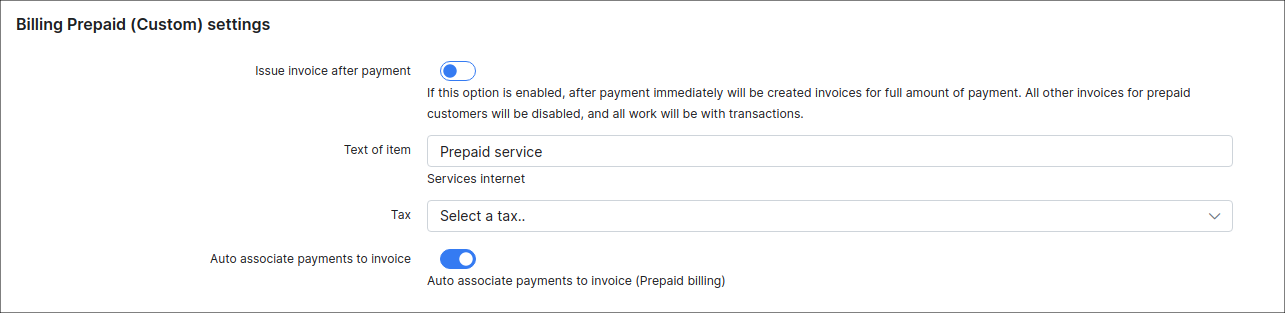 Billing Prepaid (Custom) settings
Issue invoice after payment
If this option is enabled, after payment immediately will be created invoices for full amount of payment. All other invoices for prepaid
customers will be disabled, and all work will be with transactions.
Text of item
Prepaid service
Services internet
Tax
Select a tax..
Auto associate payments to invoice
Auto associate payments to invoice (Prepaid billing)